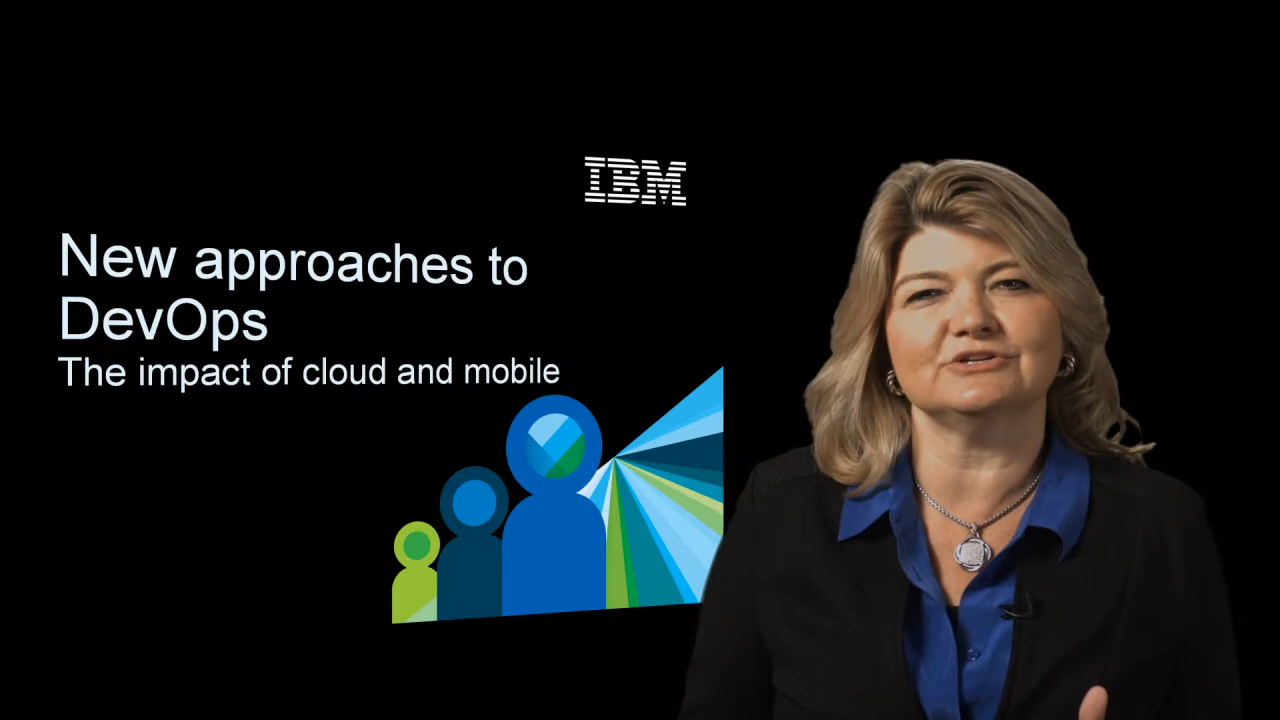 IBM
New approaches to
DevOps
The impact of cloud and mobile